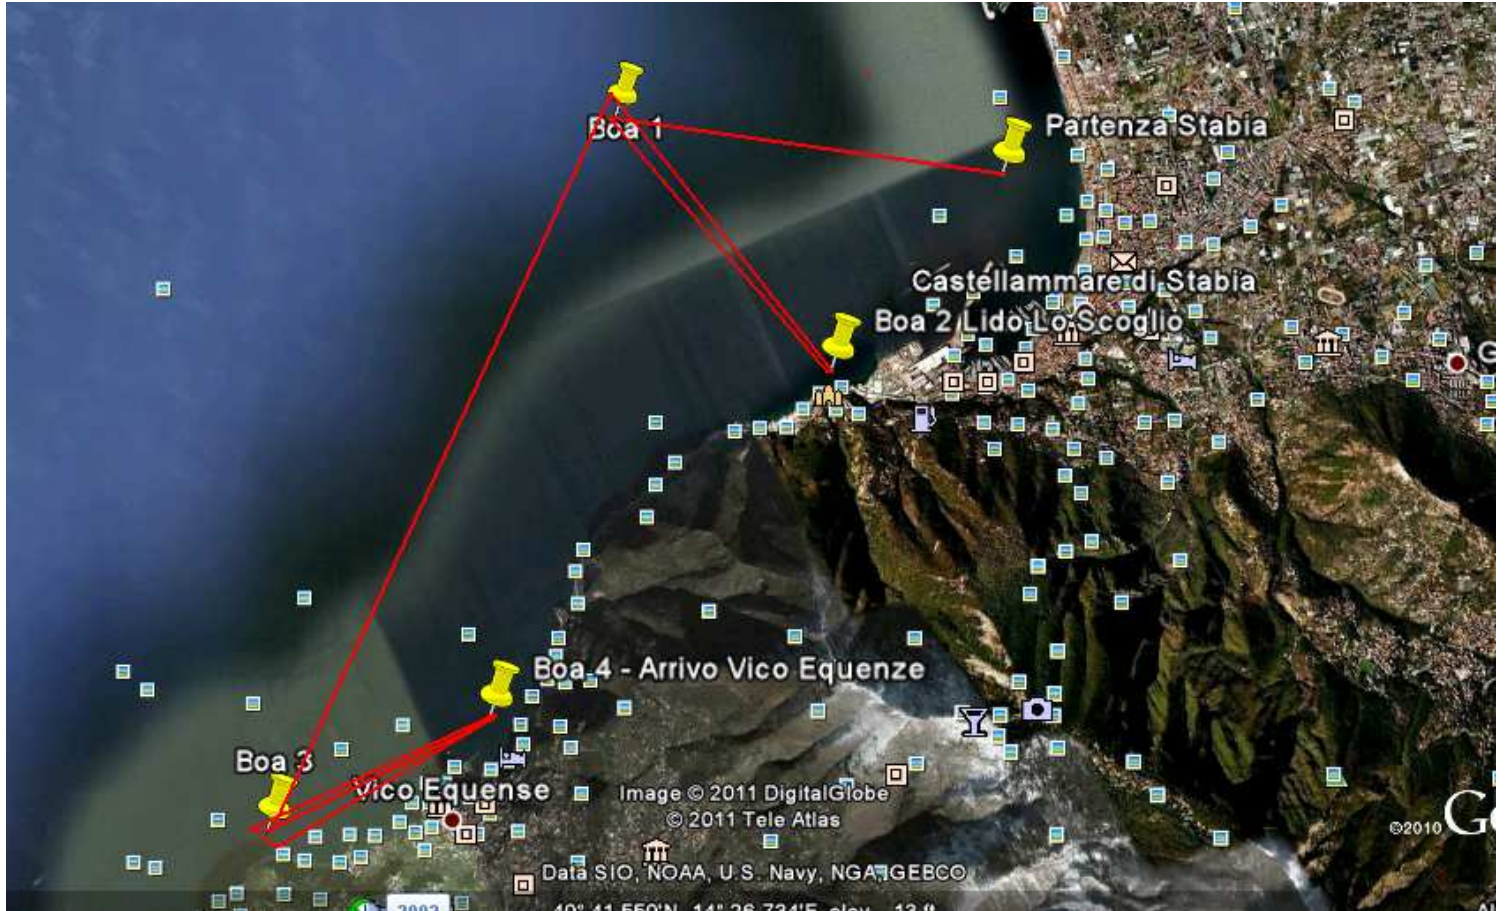 Boa 1
Partenza Stabia
Castellammare di Stabia
Boa 2 Lido Lo Scoglio
Boa 4 - Arrivo Vico Equenze
Boa 3
Vico Equense
Image © 2011 DigitalGlobe
© 2011 Tele Atlas
©2010
Data SIO, NOAA, U.S. Navy, NGA, GEBCO